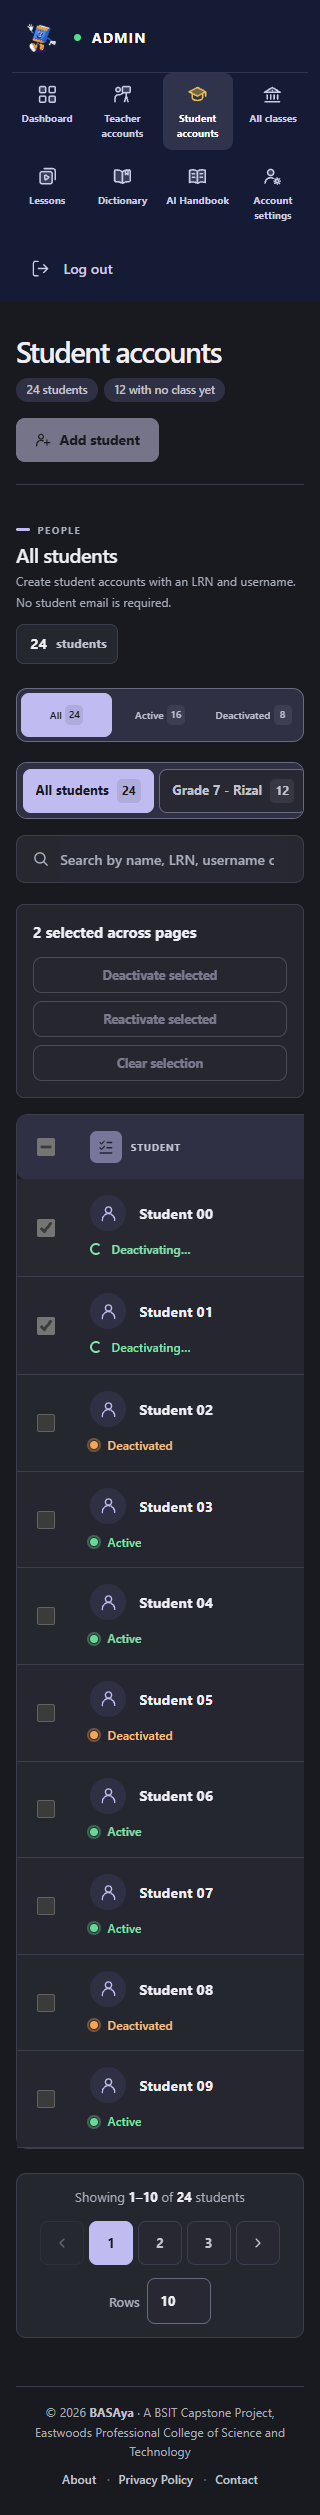 ADMIN
Dashboard
Teacher accounts
Student accounts
All classes
Lessons
Dictionary
AI Handbook
Account settings
Log out
Student accounts
24 students
12 with no class yet
Add student
PEOPLE
All students
Create student accounts with an LRN and username.
No student email is required.
24 students
All 24
Active 16
Deactivated 8
All students 24
Grade 7 - Rizal 12
Search by name, LRN, username c
2 selected across pages
Deactivate selected
Reactivate selected
Clear selection
STUDENT
Student 00
Deactivating...
Student 01
Deactivating...
Student 02
Deactivated
Student 03
Active
Student 04
Active
Student 05
Deactivated
Student 06
Active
Student 07
Active
Student 08
Deactivated
Student 09
Active
Showing 1–10 of 24 students
1 2 3
Rows 10
© 2026 BASAya · A BSIT Capstone Project,
Eastwoods Professional College of Science and
Technology
About · Privacy Policy · Contact